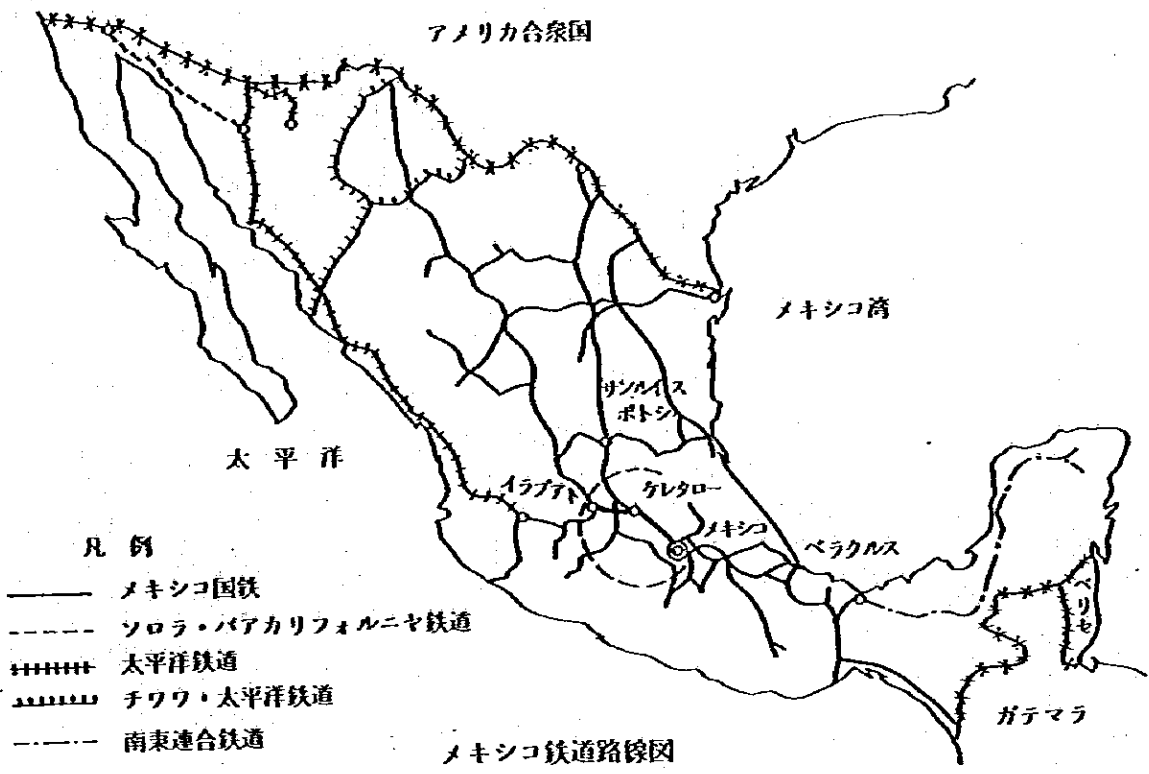 アメリカ合衆国
メキシコ湾
サンルイス
ポトシ
太平洋
イラプアト
ケレタロー
メキシコ
ベラクルス
ベリセ
ガテマラ
凡例
メキシコ国鉄
ソロラ・バアカリフォルニヤ鉄道
太平洋鉄道
チワワ・太平洋鉄道
南東連合鉄道
メキシコ鉄道路線図